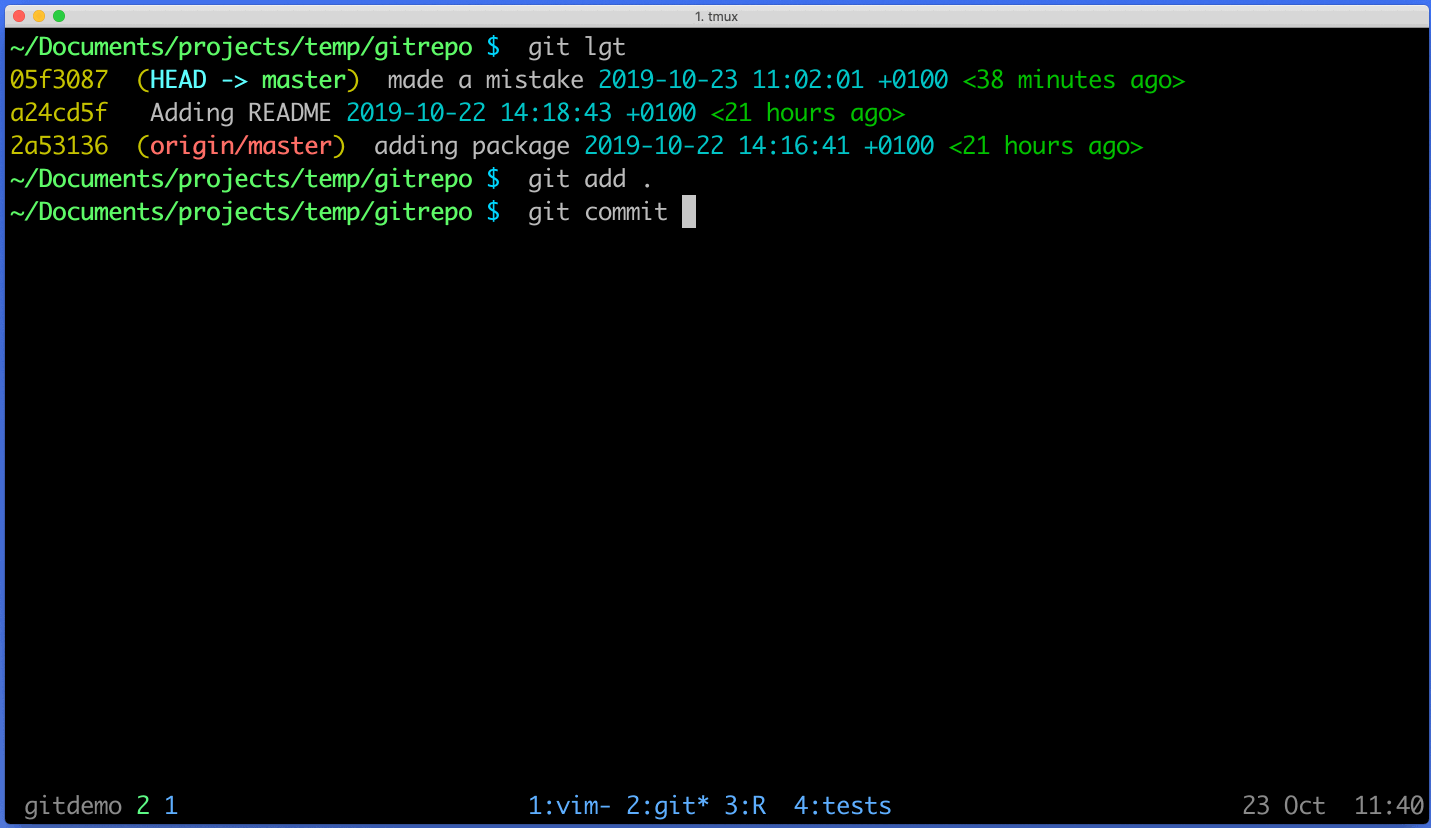 1. tmux
~/Documents/projects/temp/gitrepo $  git lgt
05f3087  (HEAD -> master)  made a mistake 2019-10-23 11:02:01 +0100 <38 minutes ago>
a24cd5f   Adding README 2019-10-22 14:18:43 +0100 <21 hours ago>
2a53136  (origin/master)  adding package 2019-10-22 14:16:41 +0100 <21 hours ago>
~/Documents/projects/temp/gitrepo $  git add .
~/Documents/projects/temp/gitrepo $  git commit
gitdemo 2 1 1:vim- 2:git* 3:R  4:tests 23 Oct  11:40